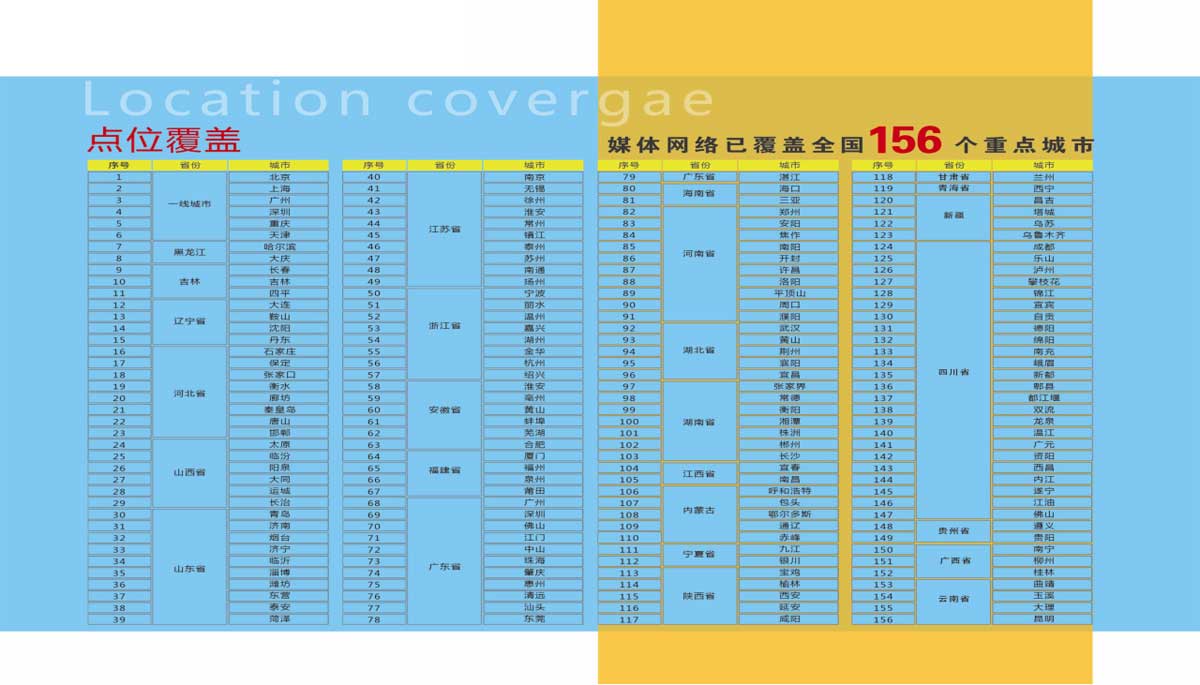 Location covergae
点位覆盖
媒体网络已覆盖全国156个重点城市
序号 省份 城市
1 一线城市 北京
2 上海
3 广州
4 深圳
5 重庆
6 天津
7 黑龙江 哈尔滨
8 大庆
9 吉林 长春
10 吉林
11 四平
12 辽宁省 大连
13 鞍山
14 沈阳
15 丹东
16 河北省 石家庄
17 保定
18 张家口
19 衡水
20 廊坊
21 秦皇岛
22 唐山
23 邯郸
24 山西省 太原
25 临汾
26 阳泉
27 大同
28 运城
29 长治
30 山东省 青岛
31 济南
32 烟台
33 济宁
34 临沂
35 淄博
36 潍坊
37 东营
38 泰安
39 菏泽
序号 省份 城市
40 江苏省 南京
41 无锡
42 徐州
43 淮安
44 常州
45 镇江
46 泰州
47 苏州
48 南通
49 扬州
50 浙江省 宁波
51 丽水
52 温州
53 嘉兴
54 湖州
55 金华
56 杭州
57 绍兴
58 安徽省 淮安
59 亳州
60 黄山
61 蚌埠
62 芜湖
63 合肥
64 福建省 厦门
65 福州
66 泉州
67 莆田
68 广东省 广州
69 深圳
70 佛山
71 江门
72 中山
73 珠海
74 肇庆
75 惠州
76 清远
77 汕头
78 东莞
序号 省份 城市
79 广东省 湛江
80 海南省 海口
81 三亚
82 河南省 郑州
83 安阳
84 焦作
85 南阳
86 开封
87 许昌
88 洛阳
89 平顶山
90 周口
91 濮阳
92 湖北省 武汉
93 黄山
94 荆州
95 襄阳
96 宜昌
97 湖南省 张家界
98 常德
99 衡阳
100 湘潭
101 株洲
102 郴州
103 长沙
104 江西省 宜春
105 南昌
106 内蒙古 呼和浩特
107 包头
108 鄂尔多斯
109 通辽
110 赤峰
111 宁夏省 九江
112 银川
113 陕西省 宝鸡
114 榆林
115 西安
116 延安
117 咸阳
序号 省份 城市
118 甘肃省 兰州
119 青海省 西宁
120 新疆 昌吉
121 塔城
122 乌苏
123 乌鲁木齐
124 四川省 成都
125 乐山
126 泸州
127 攀枝花
128 锦江
129 宜宾
130 自贡
131 德阳
132 绵阳
133 南充
134 峨眉
135 新都
136 郫县
137 都江堰
138 双流
139 龙泉
140 温江
141 广元
142 资阳
143 西昌
144 内江
145 遂宁
146 江油
147 佛山
148 贵州省 遵义
149 贵阳
150 广西省 南宁
151 柳州
152 桂林
153 云南省 曲靖
154 玉溪
155 大理
156 昆明